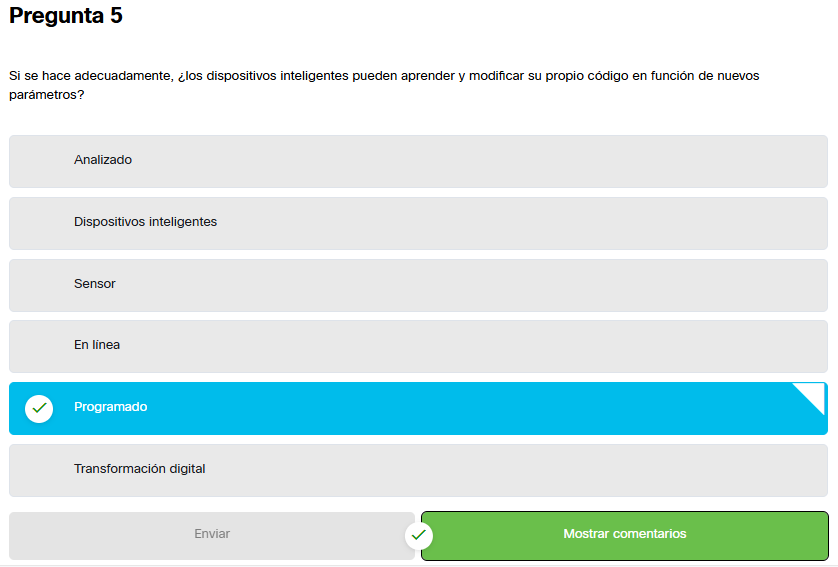 Pregunta 5
Si se hace adecuadamente, ¿los dispositivos inteligentes pueden aprender y modificar su propio código en función de nuevos
parámetros?
Analizado
Dispositivos inteligentes
Sensor
En línea
Programado
Transformación digital
Enviar
Mostrar comentarios